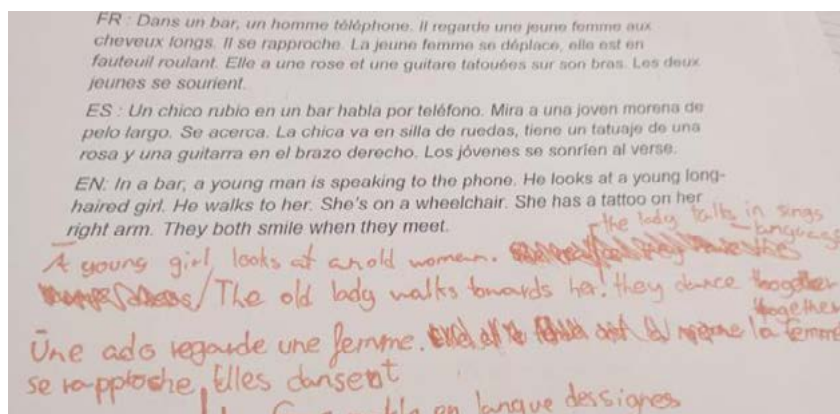 FR : Dans un bar, un homme téléphone. Il regarde une jeune femme aux
cheveux longs. Il se rapproche. La jeune femme se déplace, elle est en
fauteuil roulant. Elle a une rose et une guitare tatouées sur son bras. Les deux
jeunes se sourient.
ES : Un chico rubio en un bar habla por teléfono. Mira a una joven morena de
pelo largo. Se acerca. La chica va en silla de ruedas, tiene un tatuaje de una
rosa y una guitarra en el brazo derecho. Los jóvenes se sonríen al verse.
EN: In a bar, a young man is speaking to the phone. He looks at a young long-
haired girl. He walks to her. She's on a wheelchair. She has a tattoo on her
right arm. They both smile when they meet.
the lady talks in sings
language
A young girl looks at an old woman.
The old lady walks towards her! they dance toogether
toogether
Une ado regarde une femme. la femme
se rapproche, Elles dansent
en langue dessignes